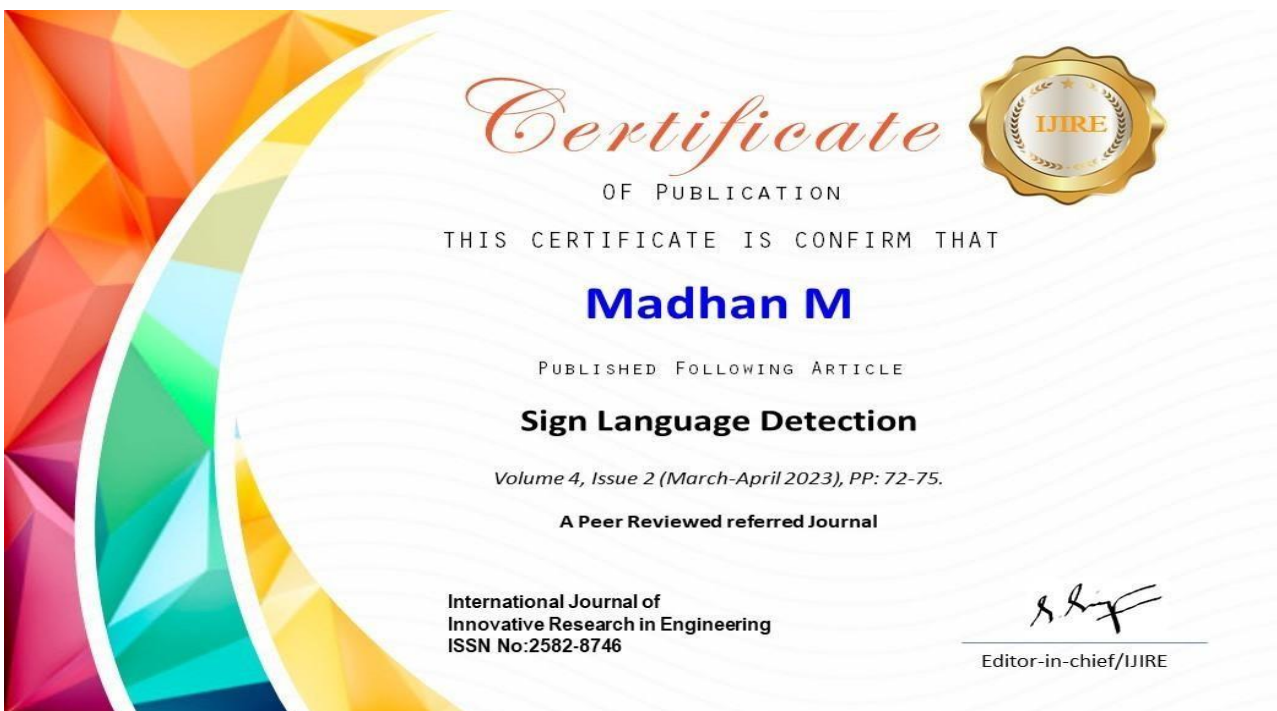 Certificate
IJIRE
OF PUBLICATION
THIS CERTIFICATE IS CONFIRM THAT
Madhan M
PUBLISHED FOLLOWING ARTICLE
Sign Language Detection
Volume 4, Issue 2 (March-April 2023), PP: 72-75.
A Peer Reviewed referred Journal
International Journal of
Innovative Research in Engineering
ISSN No:2582-8746
Editor-in-chief/IJIRE